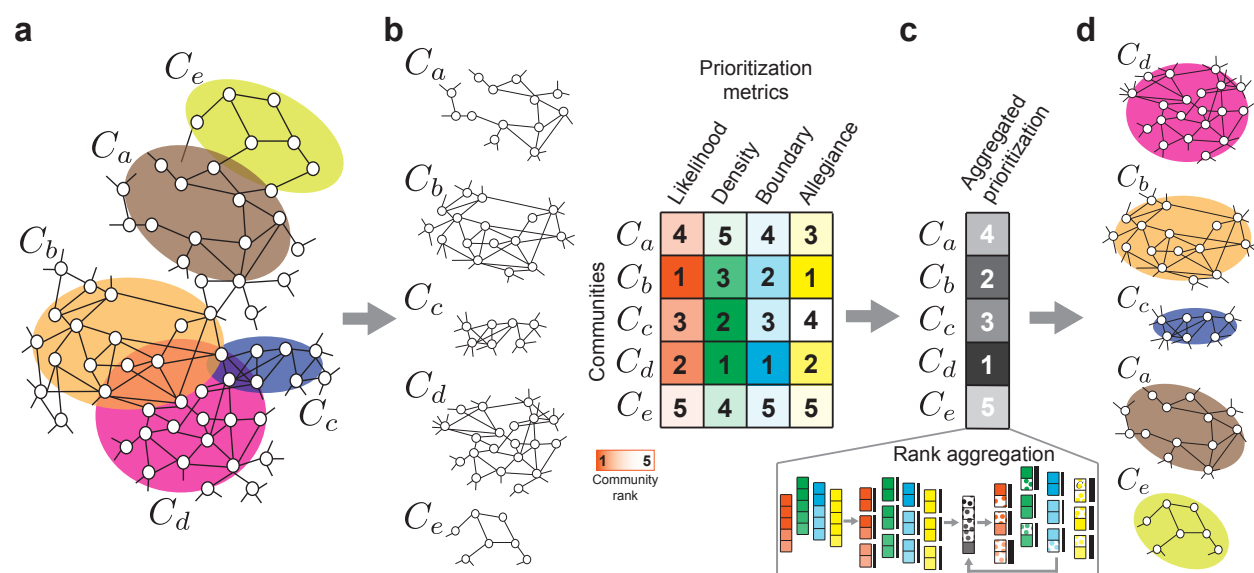 a
b
c
d
C_e
C_a
C_b
C_c
C_d
C_a
C_b
C_c
C_d
C_e
Prioritization
metrics
Likelihood
Density
Boundary
Allegiance
Communities
C_a 4 5 4 3
C_b 1 3 2 1
C_c 3 2 3 4
C_d 2 1 1 2
C_e 5 4 5 5
1 5
Community
rank
Aggregated
prioritization
C_a 4
C_b 2
C_c 3
C_d 1
C_e 5
Rank aggregation
C_d
C_b
C_c
C_a
C_e